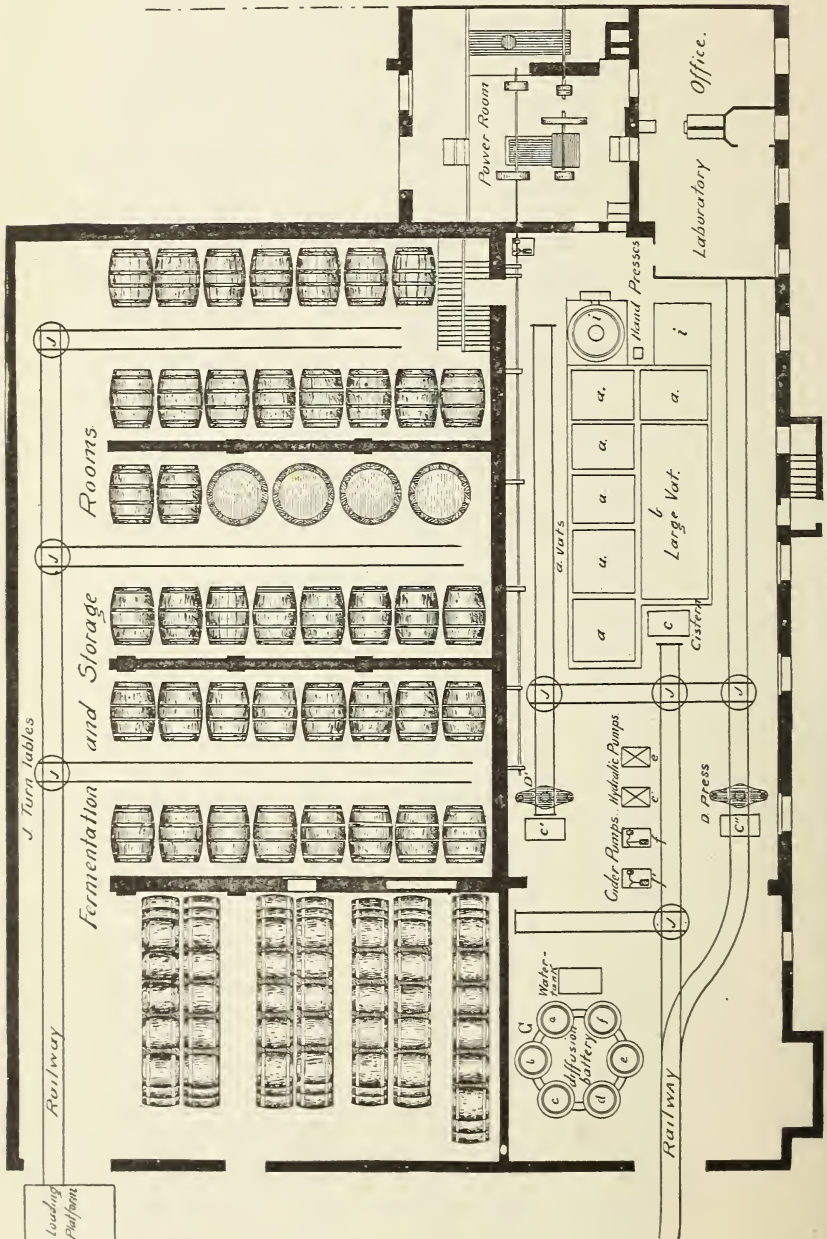 Office.
Laboratory
Power Room
Hand Presses
i
i
a.
a.
a.
a.
a
a.
b
Large Vat.
a. Vats
C
Cistern
J
J
J
J
J
J
J
J. Turn Tables
Fermentation and Storage Rooms
Railway
Loading
Platform
D'
C'
D. Press
C"
Hydraulic Pumps
e
e'
Cider Pumps.
f
f'
Water-
tank
G
diffusion
battery
a
b
c
d
e
f
Railway